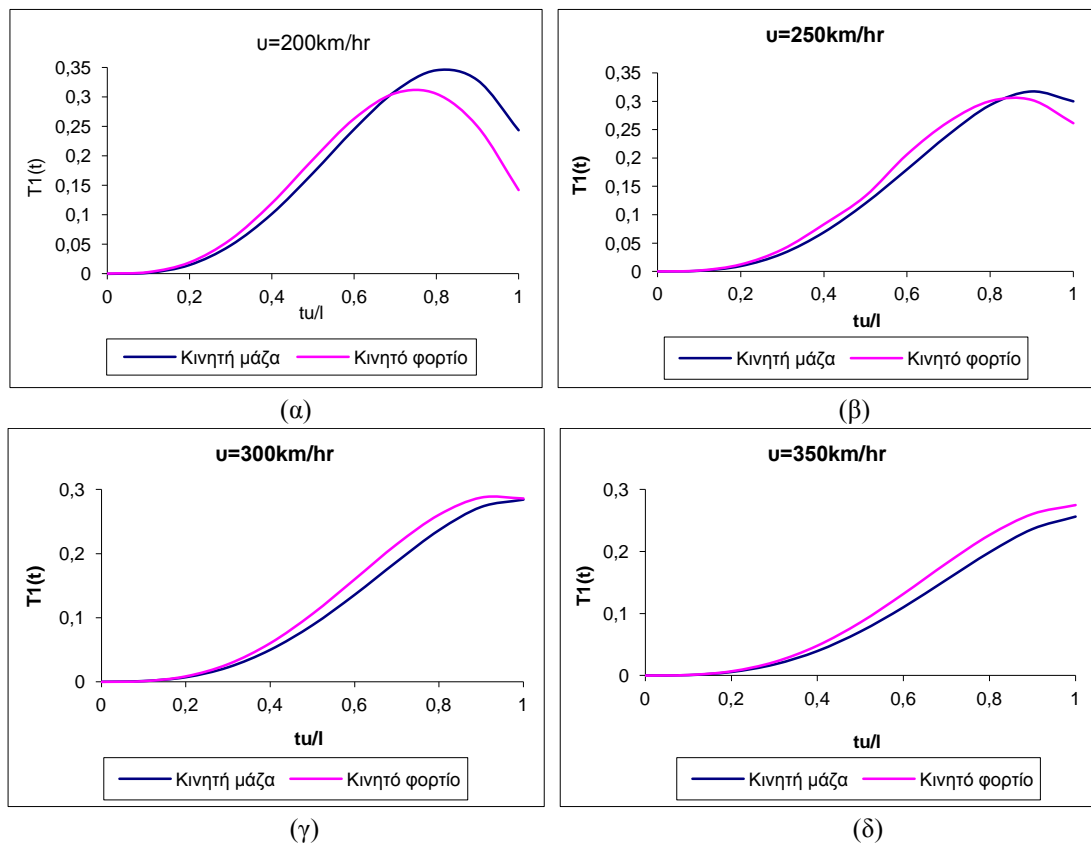 υ=200km/hr
0,35
0,3
0,25
0,2
0,15
0,1
0,05
0
T1(t)
0
0,2
0,4
0,6
0,8
1
tu/l
Κινητή μάζα
Κινητό φορτίο
(α)
υ=250km/hr
0,35
0,3
0,25
0,2
0,15
0,1
0,05
0
T1(t)
0
0,2
0,4
0,6
0,8
1
tu/l
Κινητή μάζα
Κινητό φορτίο
(β)
υ=300km/hr
0,3
0,2
0,1
0
T1(t)
0
0,2
0,4
0,6
0,8
1
tu/l
Κινητή μάζα
Κινητό φορτίο
(γ)
υ=350km/hr
0,3
0,2
0,1
0
T1(t)
0
0,2
0,4
0,6
0,8
1
tu/l
Κινητή μάζα
Κινητό φορτίο
(δ)